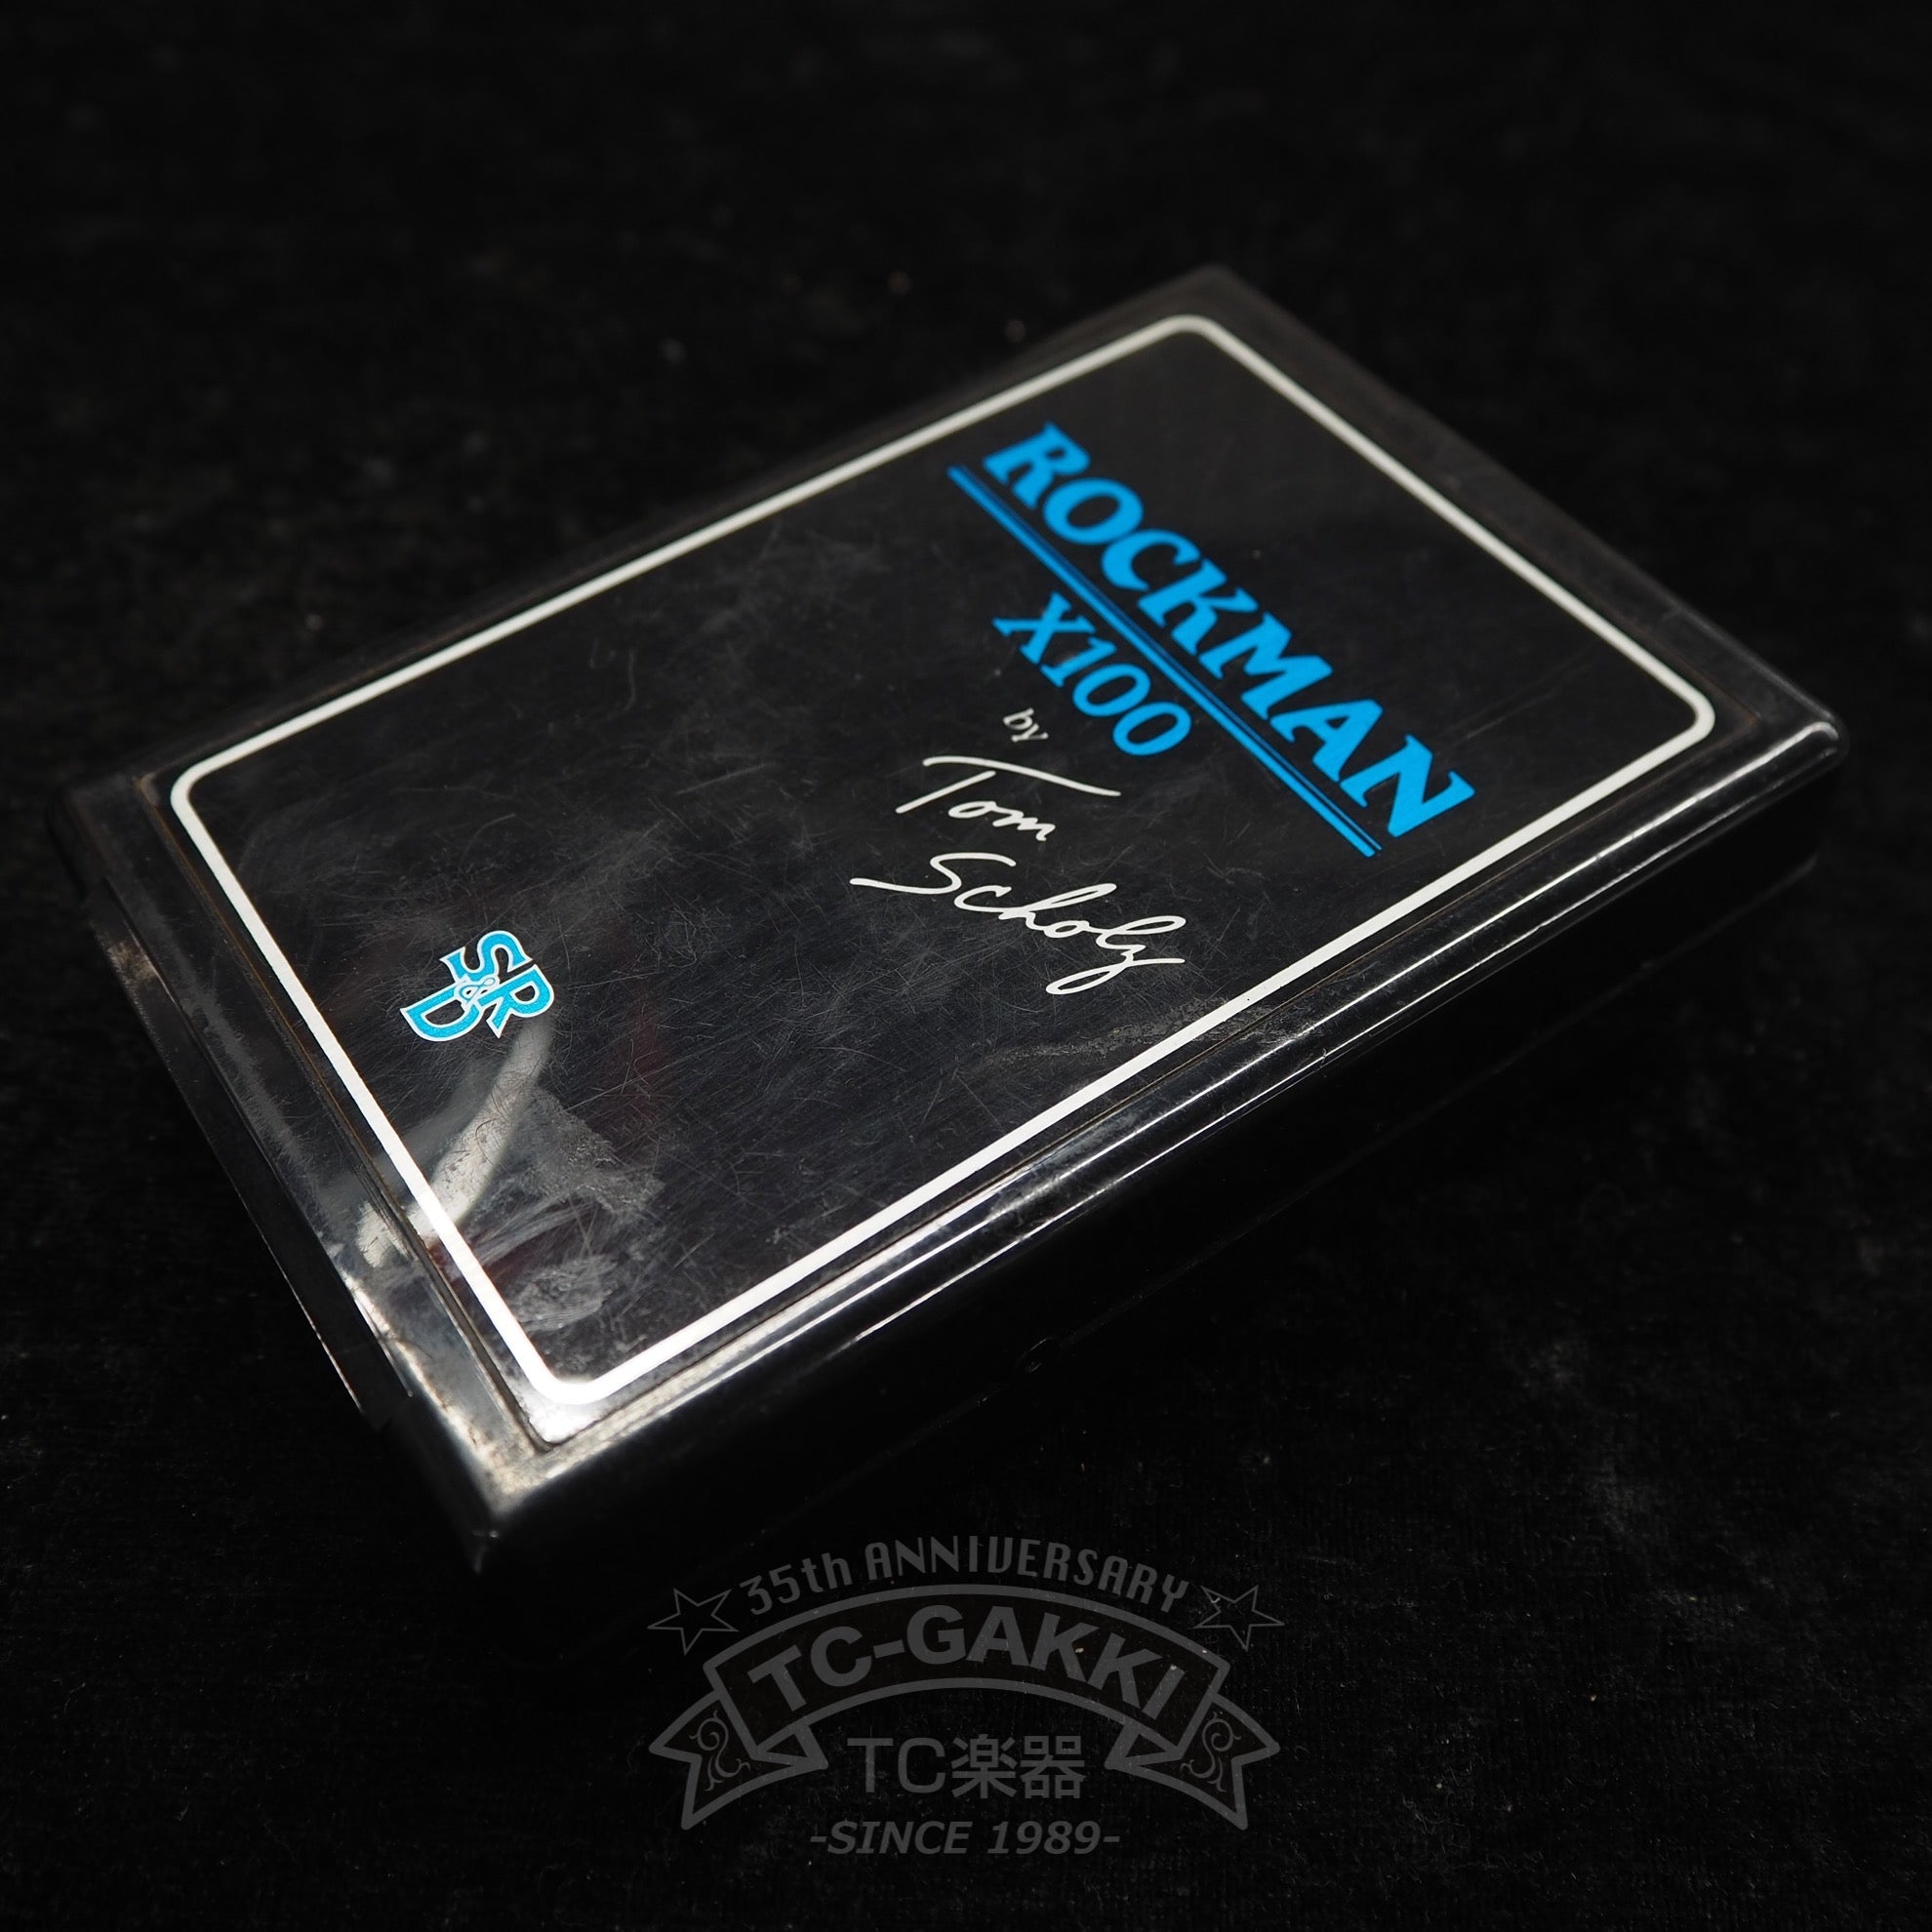 ROCKMAN
X100
by
Tom
Scholz
SR&D
35th ANNIVERSARY
TC-GAKKI
TC楽器
-SINCE 1989-